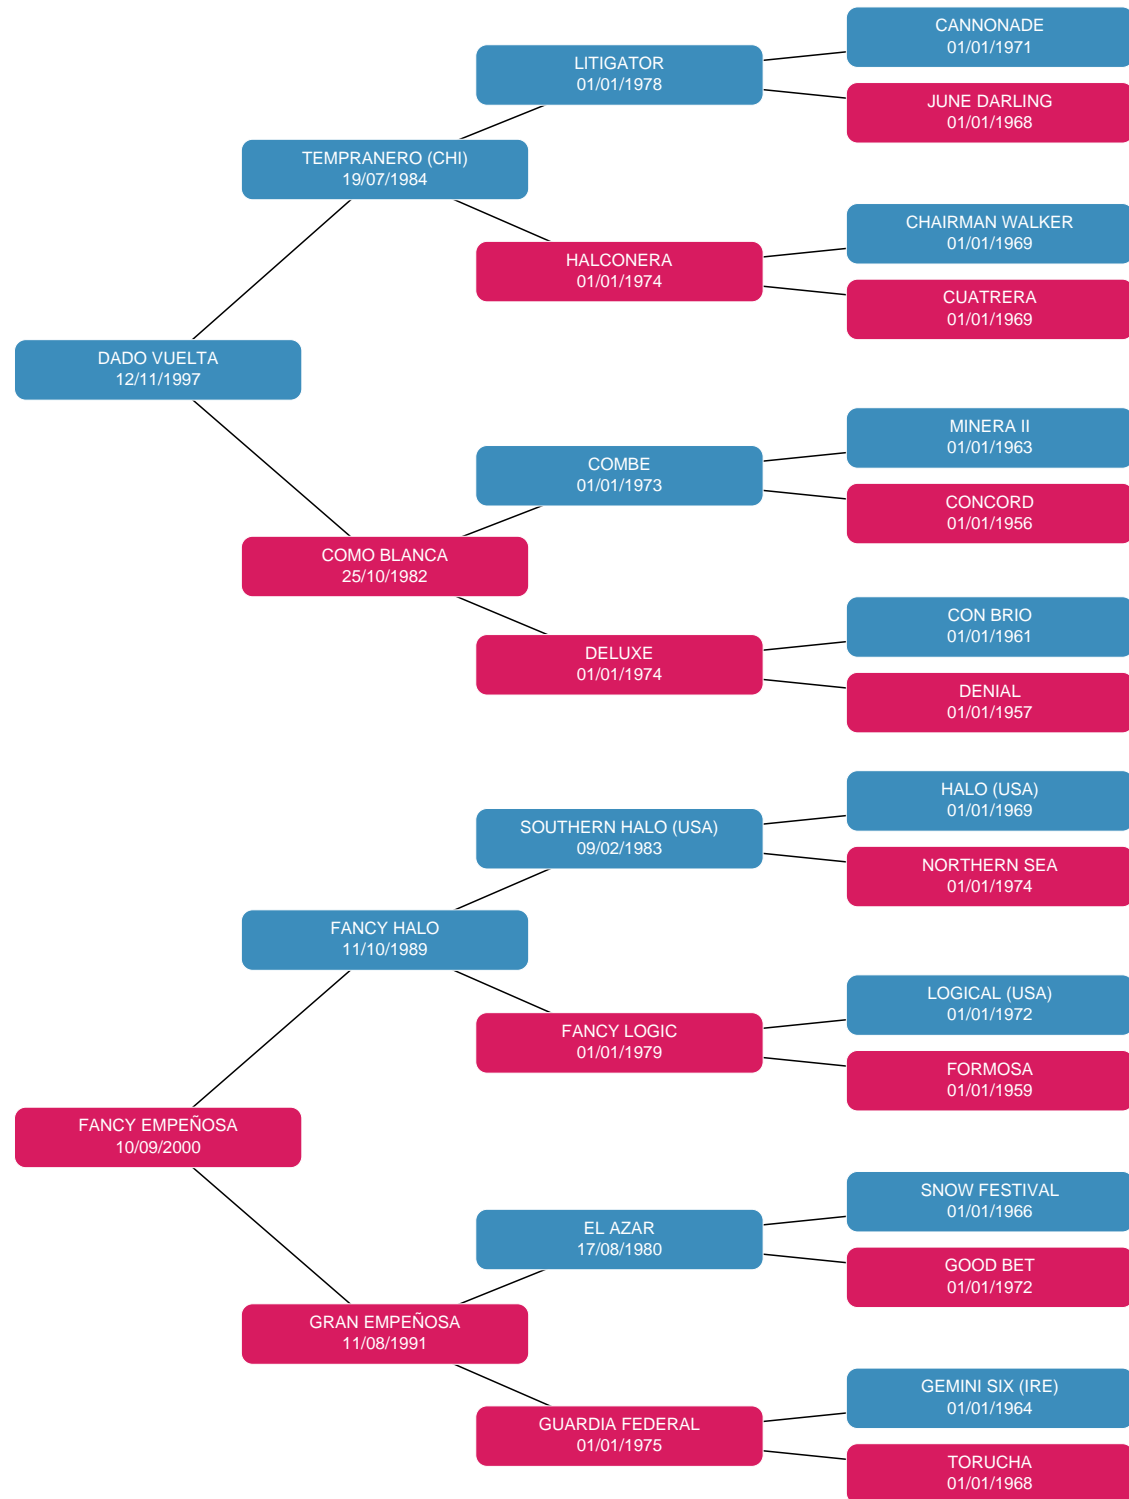 CANNONADE
01/01/1971
LITIGATOR
01/01/1978
JUNE DARLING
01/01/1968
TEMPRANERO (CHI)
19/07/1984
CHAIRMAN WALKER
01/01/1969
HALCONERA
01/01/1974
CUATRERA
01/01/1969
DADO VUELTA
12/11/1997
MINERA II
01/01/1963
COMBE
01/01/1973
CONCORD
01/01/1956
COMO BLANCA
25/10/1982
CON BRIO
01/01/1961
DELUXE
01/01/1974
DENIAL
01/01/1957
HALO (USA)
01/01/1969
SOUTHERN HALO (USA)
09/02/1983
NORTHERN SEA
01/01/1974
FANCY HALO
11/10/1989
LOGICAL (USA)
01/01/1972
FANCY LOGIC
01/01/1979
FORMOSA
01/01/1959
FANCY EMPEÑOSA
10/09/2000
SNOW FESTIVAL
01/01/1966
EL AZAR
17/08/1980
GOOD BET
01/01/1972
GRAN EMPEÑOSA
11/08/1991
GEMINI SIX (IRE)
01/01/1964
GUARDIA FEDERAL
01/01/1975
TORUCHA
01/01/1968